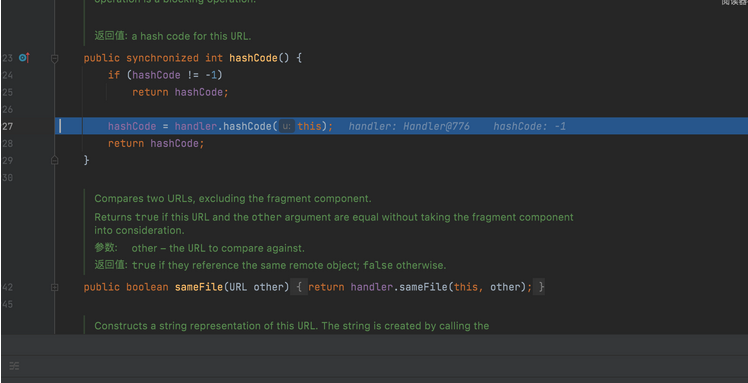 阅读器
operation is a blocking operation.
返回值: a hash code for this URL.
23 public synchronized int hashCode() {
24 if (hashCode != -1)
25 return hashCode;
26
27 hashCode = handler.hashCode( u: this); handler: Handler@776 hashCode: -1
28 return hashCode;
29 }
30
Compares two URLs, excluding the fragment component.
Returns true if this URL and the other argument are equal without taking the fragment component
into consideration.
参数: other – the URL to compare against.
返回值: true if they reference the same remote object; false otherwise.
42 public boolean sameFile(URL other) { return handler.sameFile(this, other); }
45
Constructs a string representation of this URL. The string is created by calling the